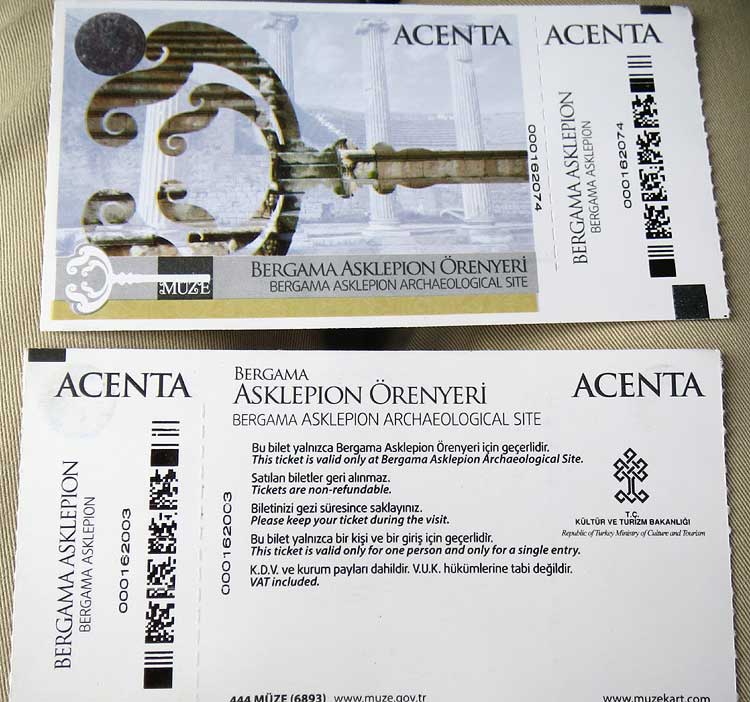 ACENTA
ACENTA
000162074
BERGAMA ASKLEPION
BERGAMA ASKLEPION
000162074
BERGAMA ASKLEPION ÖRENYERİ
BERGAMA ASKLEPION ARCHAEOLOGICAL SITE
MÜZE
ACENTA
BERGAMA ASKLEPION
BERGAMA ASKLEPION
000162003
000162003
BERGAMA
ASKLEPION ÖRENYERİ
BERGAMA ASKLEPION ARCHAEOLOGICAL SITE
ACENTA
Bu bilet yalnızca Bergama Asklepion Örenyeri için geçerlidir.
This ticket is valid only at Bergama Asklepion Archaeological Site.
Satılan biletler geri alınmaz.
Tickets are non-refundable.
Biletinizi gezi süresince saklayınız.
Please keep your ticket during the visit.
Bu bilet yalnızca bir kişi ve bir giriş için geçerlidir.
This ticket is valid only for one person and only for a single entry.
K.D.V. ve kurum payları dahildir. V.U.K. hükümlerine tabi değildir.
VAT included.
T.C.
KÜLTÜR VE TURİZM BAKANLIĞI
Republic of Turkey Ministry of Culture and Tourism
444 MÜZE (6893) www.muze.gov.tr
www.muzekart.com